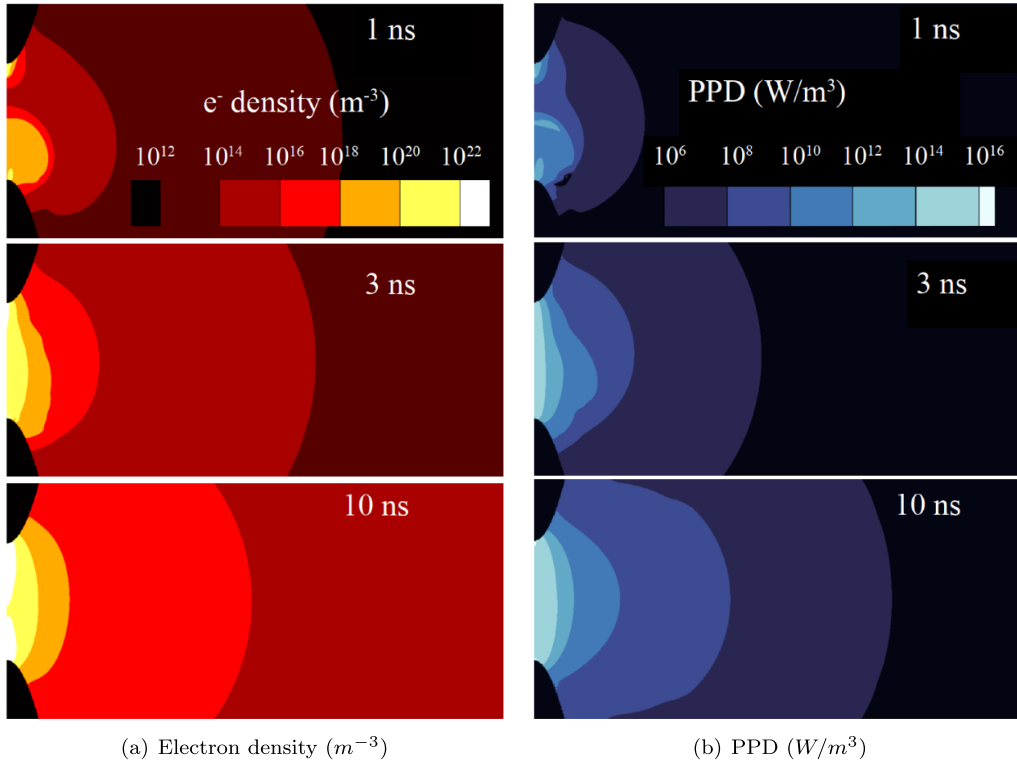 1 ns
e⁻ density (m⁻³)
10¹² 10¹⁴ 10¹⁶ 10¹⁸ 10²⁰ 10²²
3 ns
10 ns
(a) Electron density (m⁻³)
1 ns
PPD (W/m³)
10⁶ 10⁸ 10¹⁰ 10¹² 10¹⁴ 10¹⁶
3 ns
10 ns
(b) PPD (W/m³)